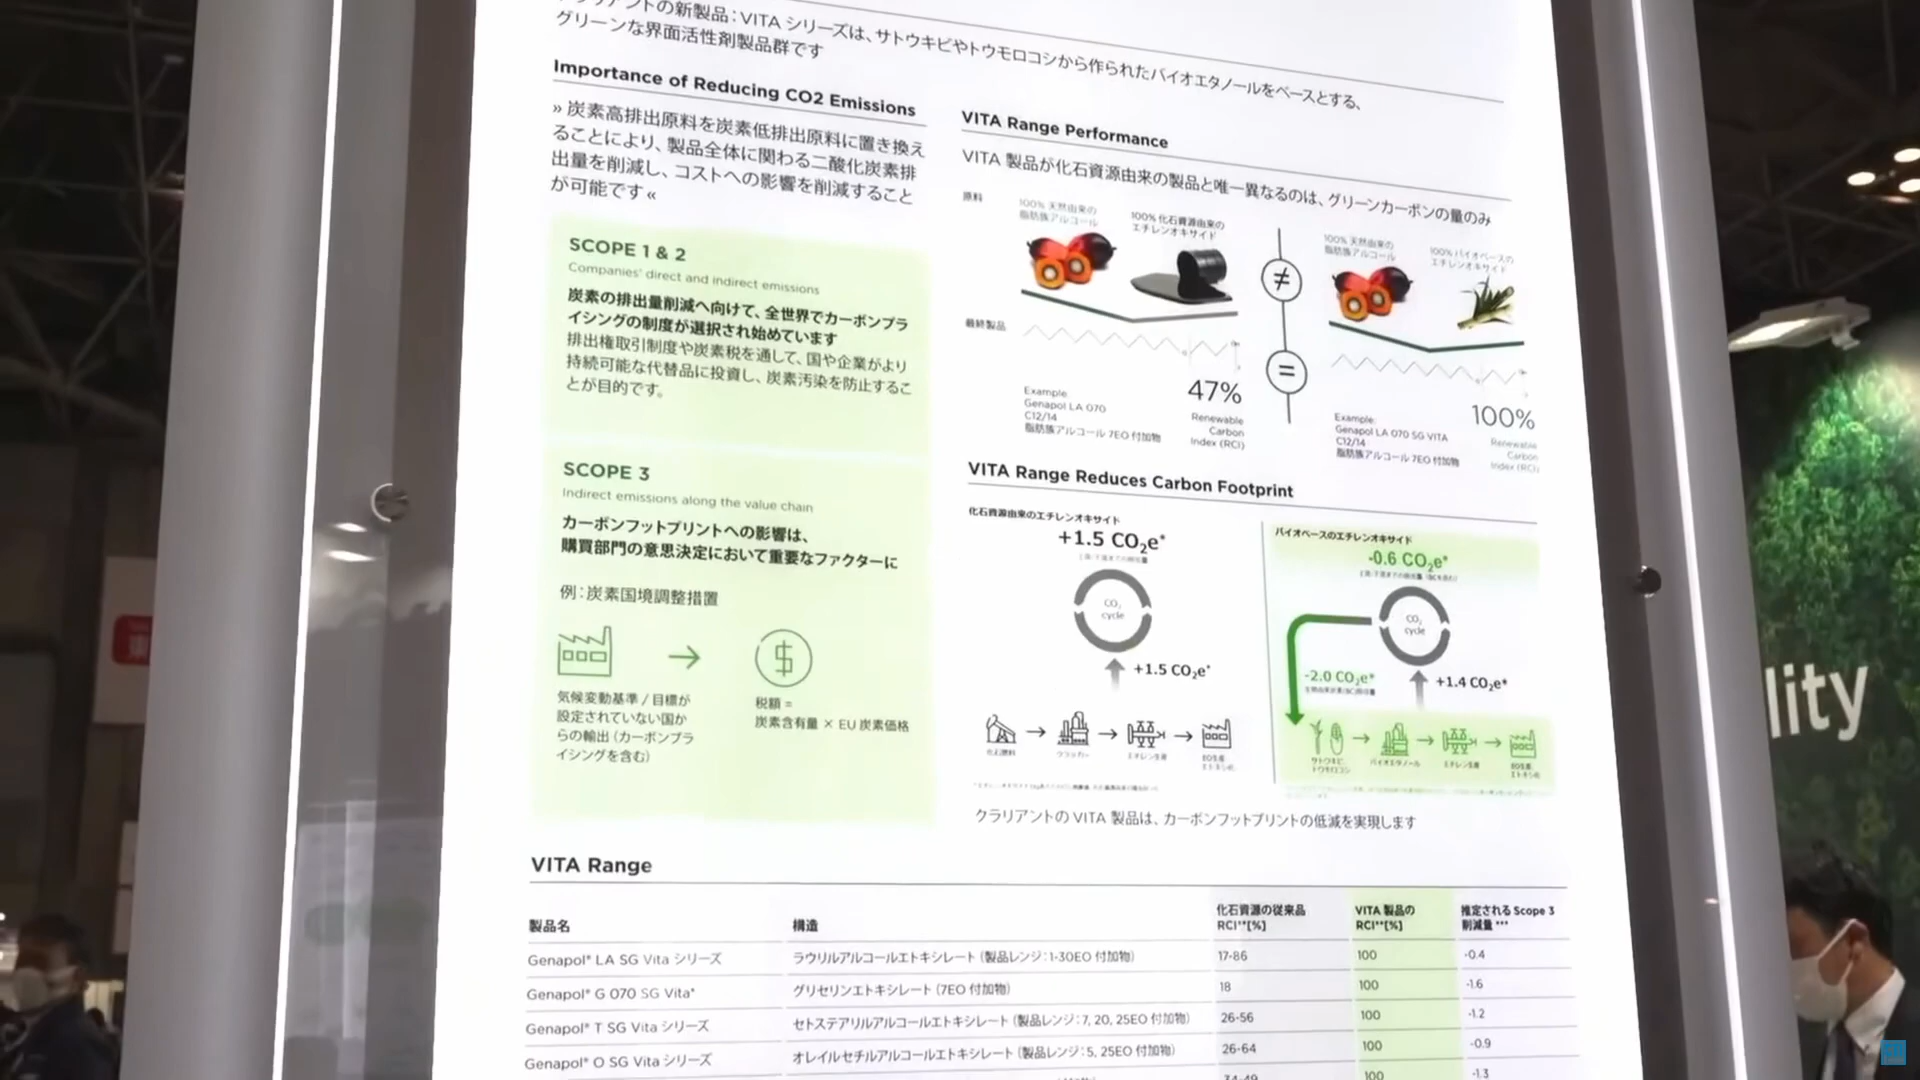 クラリアントの新製品：VITA シリーズは、サトウキビやトウモロコシから作られたバイオエタノールをベースとする、
グリーンな界面活性剤製品群です
Importance of Reducing CO2 Emissions
» 炭素高排出原料を炭素低排出原料に置き換え
ることにより、製品全体に関わる二酸化炭素排
出量を削減し、コストへの影響を削減すること
が可能です «
SCOPE 1 & 2
Companies' direct and indirect emissions
炭素の排出量削減へ向けて、全世界でカーボンプラ
イシングの制度が選択され始めています
排出権取引制度や炭素税を通して、国や企業がより
持続可能な代替品に投資し、炭素汚染を防止するこ
とが目的です。
SCOPE 3
Indirect emissions along the value chain
カーボンフットプリントへの影響は、
購買部門の意思決定において重要なファクターに
例：炭素国境調整措置
気候変動基準 / 目標が
設定されていない国か
らの輸出（カーボンプラ
イシングを含む）
税額 =
炭素含有量 × EU 炭素価格
VITA Range Performance
VITA 製品が化石資源由来の製品と唯一異なるのは、グリーンカーボンの量のみ
原料
100% 天然由来の
脂肪族アルコール
100% 化石資源由来の
エチレンオキサイド
≠
100% 天然由来の
脂肪族アルコール
100% バイオベースの
エチレンオキサイド
最終製品
=
Example:
Genapol LA 070
C12/14
脂肪族アルコール 7EO 付加物
47%
Renewable
Carbon
Index (RCI)
Example:
Genapol LA 070 SG VITA
C12/14
脂肪族アルコール 7EO 付加物
100%
Renewable
Carbon
Index (RCI)
VITA Range Reduces Carbon Footprint
化石資源由来のエチレンオキサイド
+1.5 CO₂e*
CO₂
cycle
+1.5 CO₂e*
化石燃料
クラッカー
エチレン生産
バイオベースのエチレンオキサイド
-0.6 CO₂e*
CO₂
cycle
-2.0 CO₂e*
+1.4 CO₂e*
サトウキビ、
トウモロコシ
バイオエタノール
エチレン生産
クラリアントの VITA 製品は、カーボンフットプリントの低減を実現します
VITA Range
製品名 構造 化石資源の従来品 RCI**[%] VITA 製品の RCI**[%] 推定される Scope 3 削減量 ***
Genapol® LA SG Vita シリーズ ラウリルアルコールエトキシレート（製品レンジ：1-30EO 付加物） 17-86 100 -0.4
Genapol® G 070 SG Vita* グリセリンエトキシレート（7EO 付加物） 18 100 -1.6
Genapol® T SG Vita シリーズ セトステアリルアルコールエトキシレート（製品レンジ：7, 20, 25EO 付加物） 26-56 100 -1.2
Genapol® O SG Vita シリーズ オレイルセチルアルコールエトキシレート（製品レンジ：5, 25EO 付加物） 26-64 100 -0.9
34-49 100 -1.3
lity